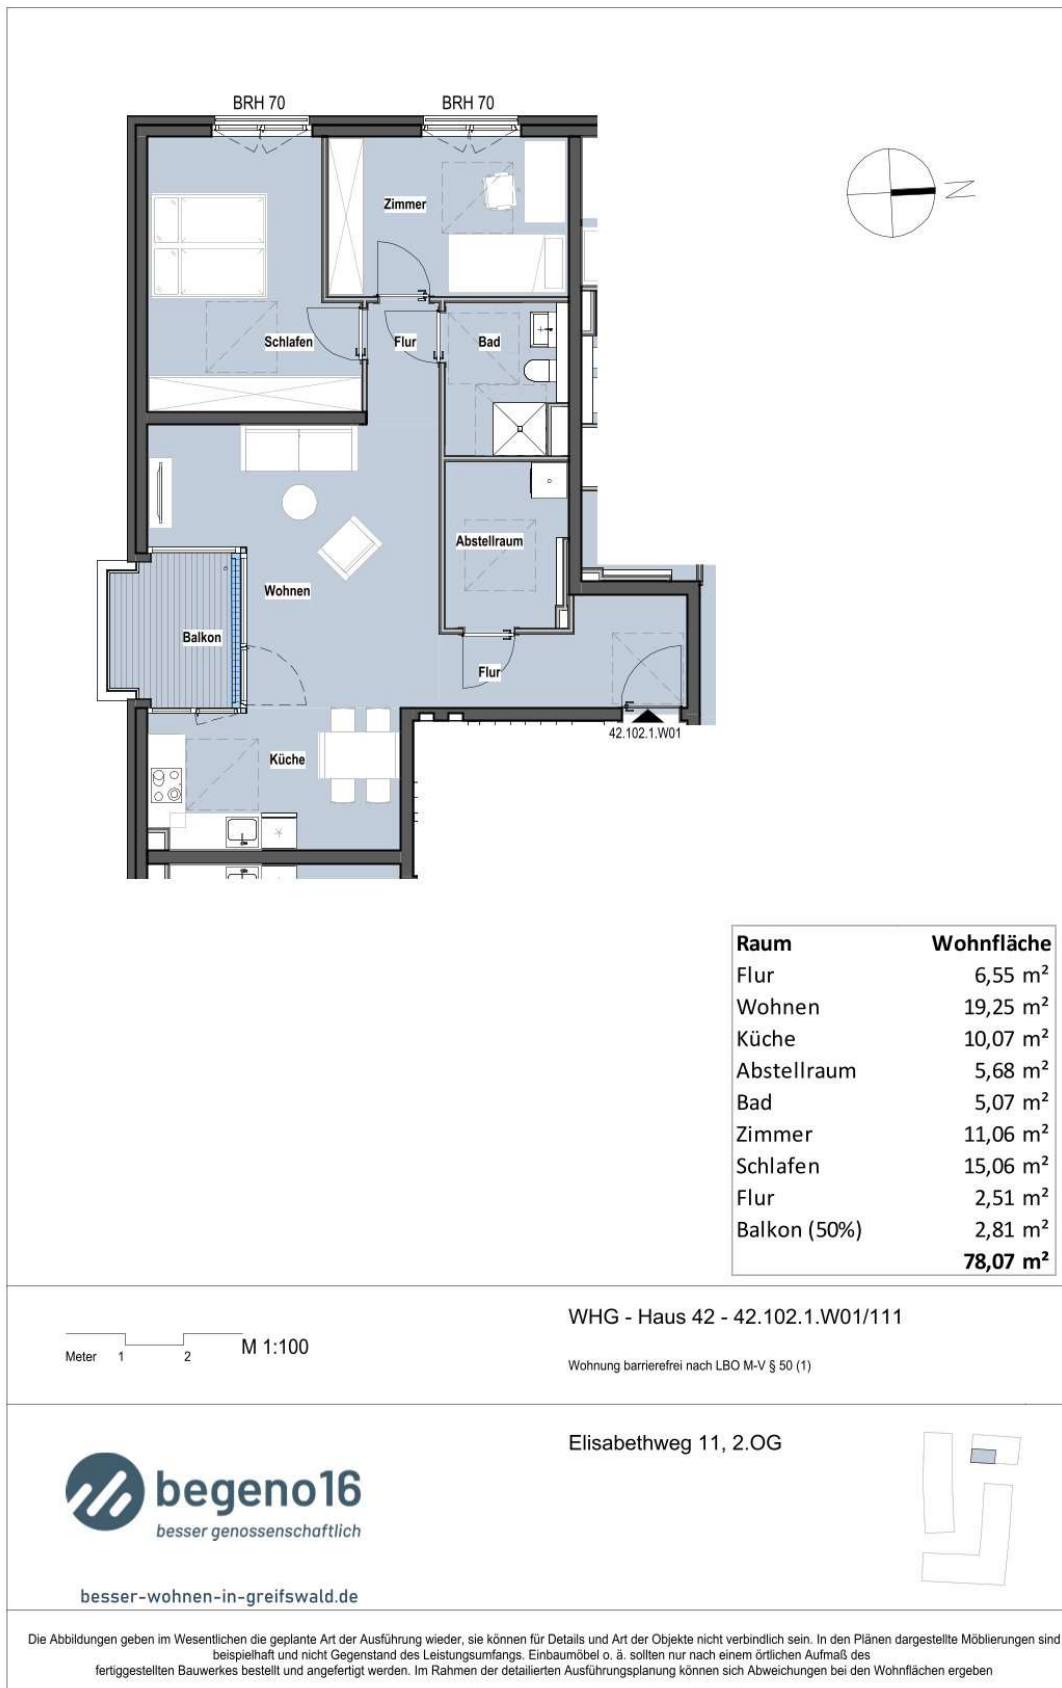 BRH 70 BRH 70
Zimmer
N
Schlafen Flur Bad
Abstellraum
Wohnen
Balkon
Flur
42.102.1.W01
Küche
Raum Wohnfläche
Flur 6,55 m²
Wohnen 19,25 m²
Küche 10,07 m²
Abstellraum 5,68 m²
Bad 5,07 m²
Zimmer 11,06 m²
Schlafen 15,06 m²
Flur 2,51 m²
Balkon (50%) 2,81 m²
78,07 m²
WHG - Haus 42 - 42.102.1.W01/111
Meter 1 2 M 1:100
Wohnung barrierefrei nach LBO M-V § 50 (1)
Elisabethweg 11, 2.OG
begeno16
besser genossenschaftlich
besser-wohnen-in-greifswald.de
Die Abbildungen geben im Wesentlichen die geplante Art der Ausführung wieder, sie können für Details und Art der Objekte nicht verbindlich sein. In den Plänen dargestellte Möblierungen sind
beispielhaft und nicht Gegenstand des Leistungsumfangs. Einbaumöbel o. ä. sollten nur nach einem örtlichen Aufmaß des
fertiggestellten Bauwerkes bestellt und angefertigt werden. Im Rahmen der detailierten Ausführungsplanung können sich Abweichungen bei den Wohnflächen ergeben